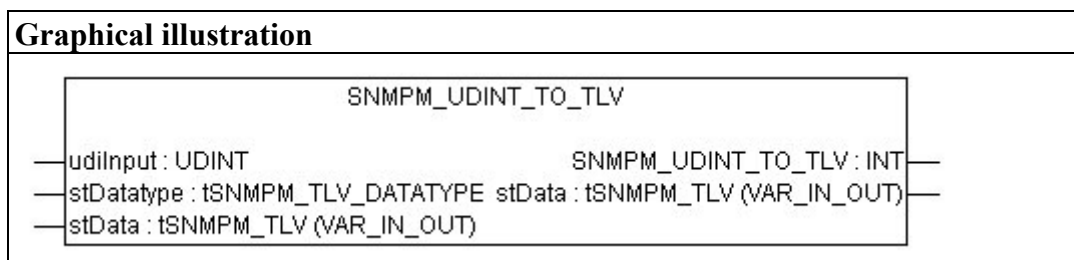 Graphical illustration
SNMPM_UDINT_TO_TLV
udiInput : UDINT SNMPM_UDINT_TO_TLV : INT
stDatatype : tSNMPM_TLV_DATATYPE stData : tSNMPM_TLV (VAR_IN_OUT)
stData : tSNMPM_TLV (VAR_IN_OUT)